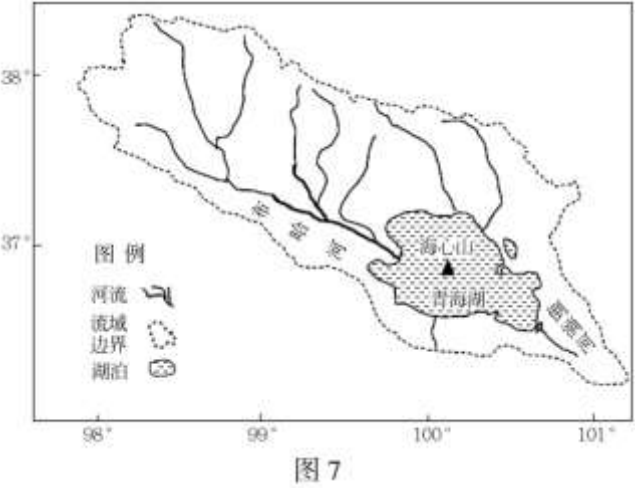 38°
37°
布哈河
海心山
青海湖
倒淌河
图例
河流
流域
边界
湖泊
98°
99°
100°
101°
图7